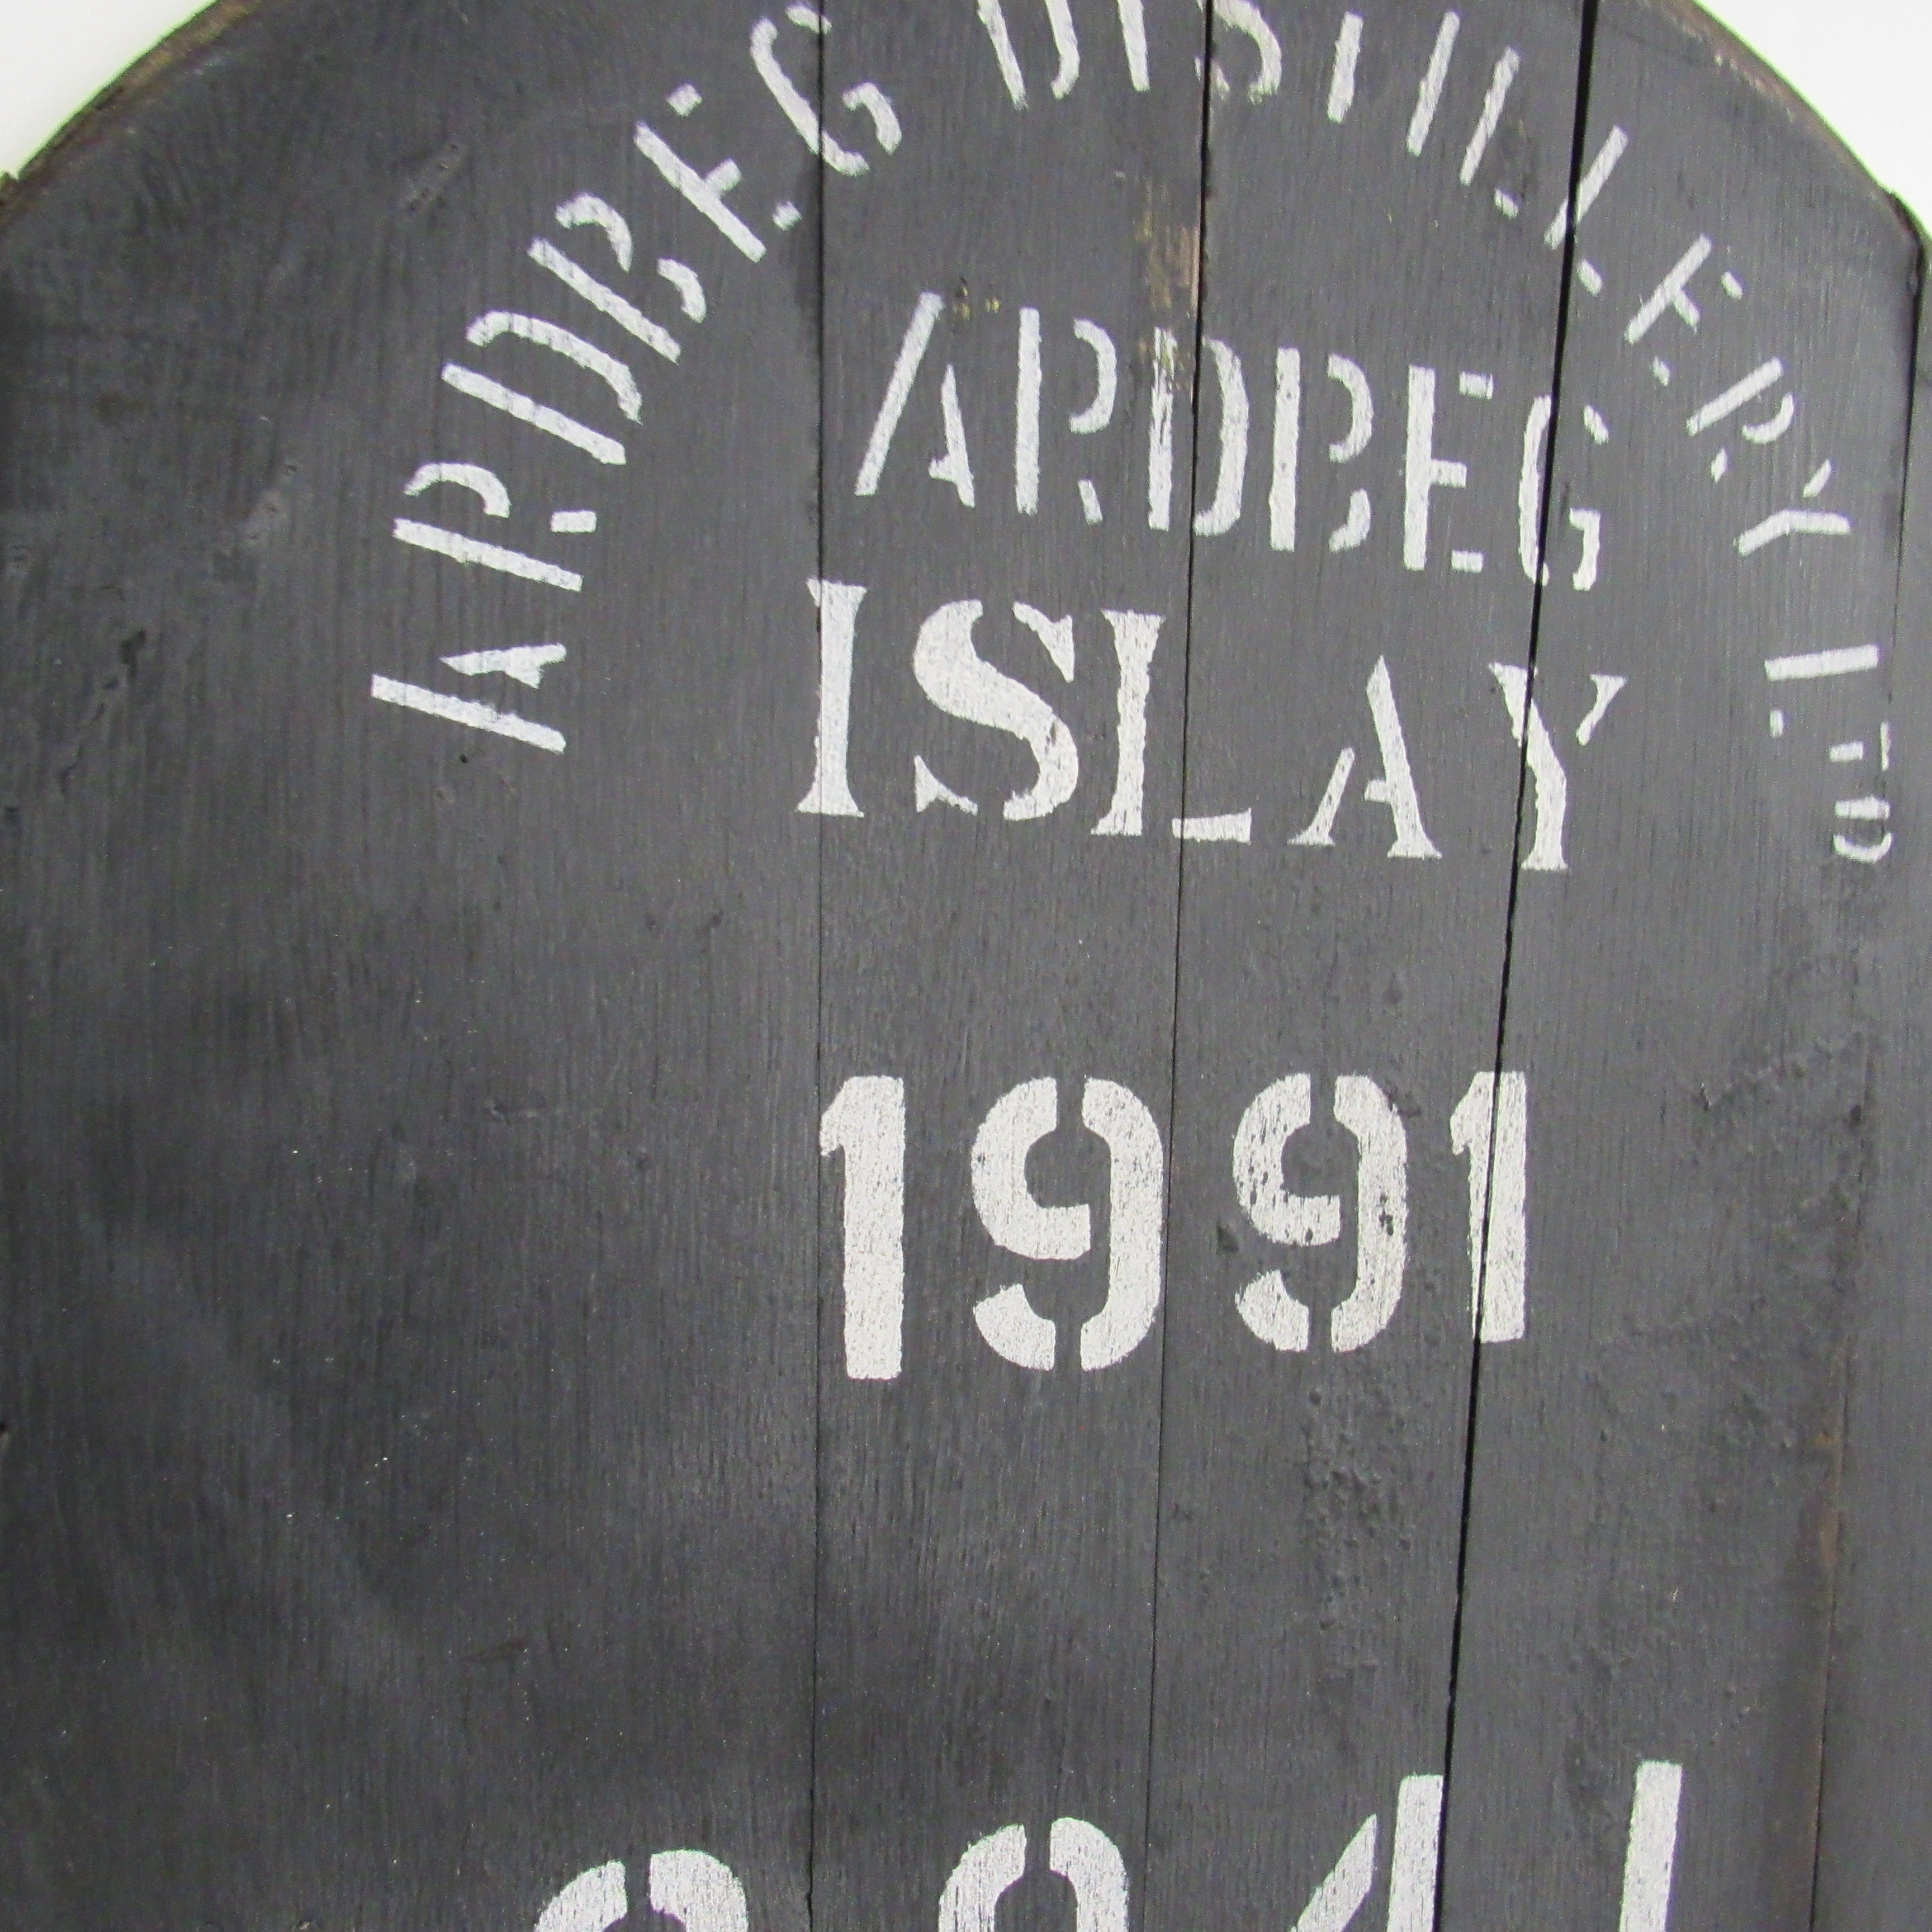 ARDBEG DISTILLERY LTD
ARDBEG
ISLAY
1991